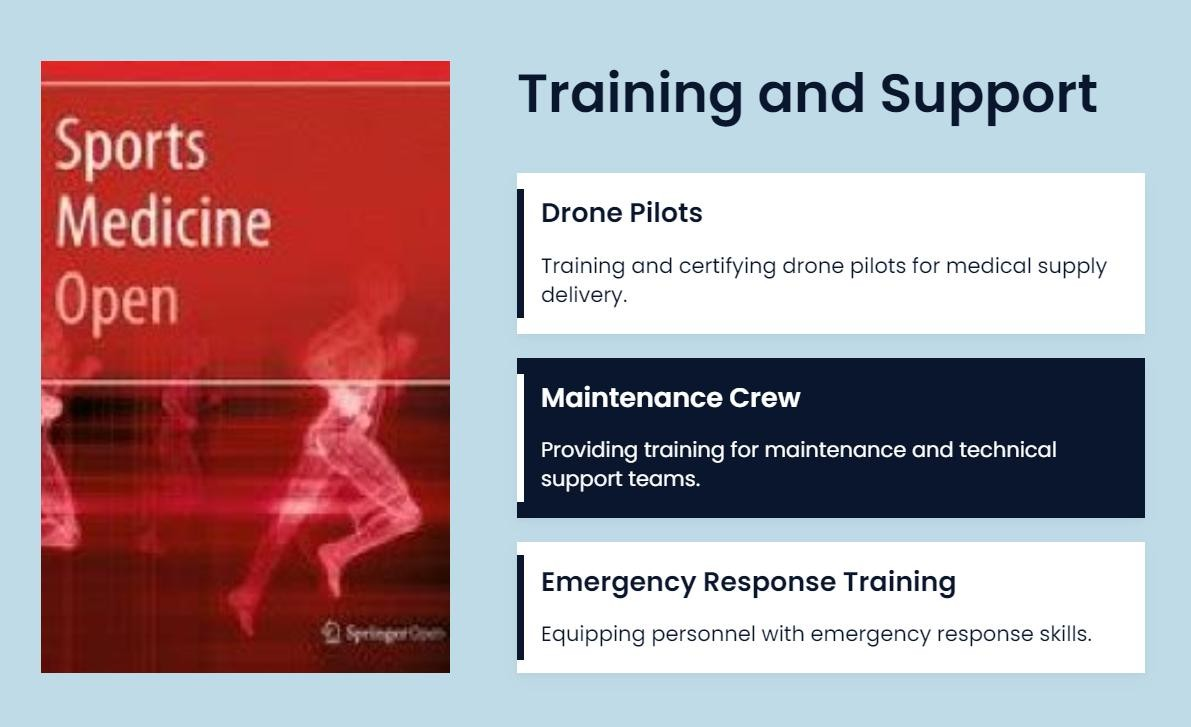 Sports
Medicine
Open
SpringerOpen
Training and Support
Drone Pilots
Training and certifying drone pilots for medical supply
delivery.
Maintenance Crew
Providing training for maintenance and technical
support teams.
Emergency Response Training
Equipping personnel with emergency response skills.